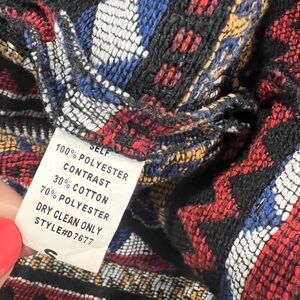 SELF
100% POLYESTER
CONTRAST
30% COTTON
70% POLYESTER
DRY CLEAN ONLY
STYLE#D7677